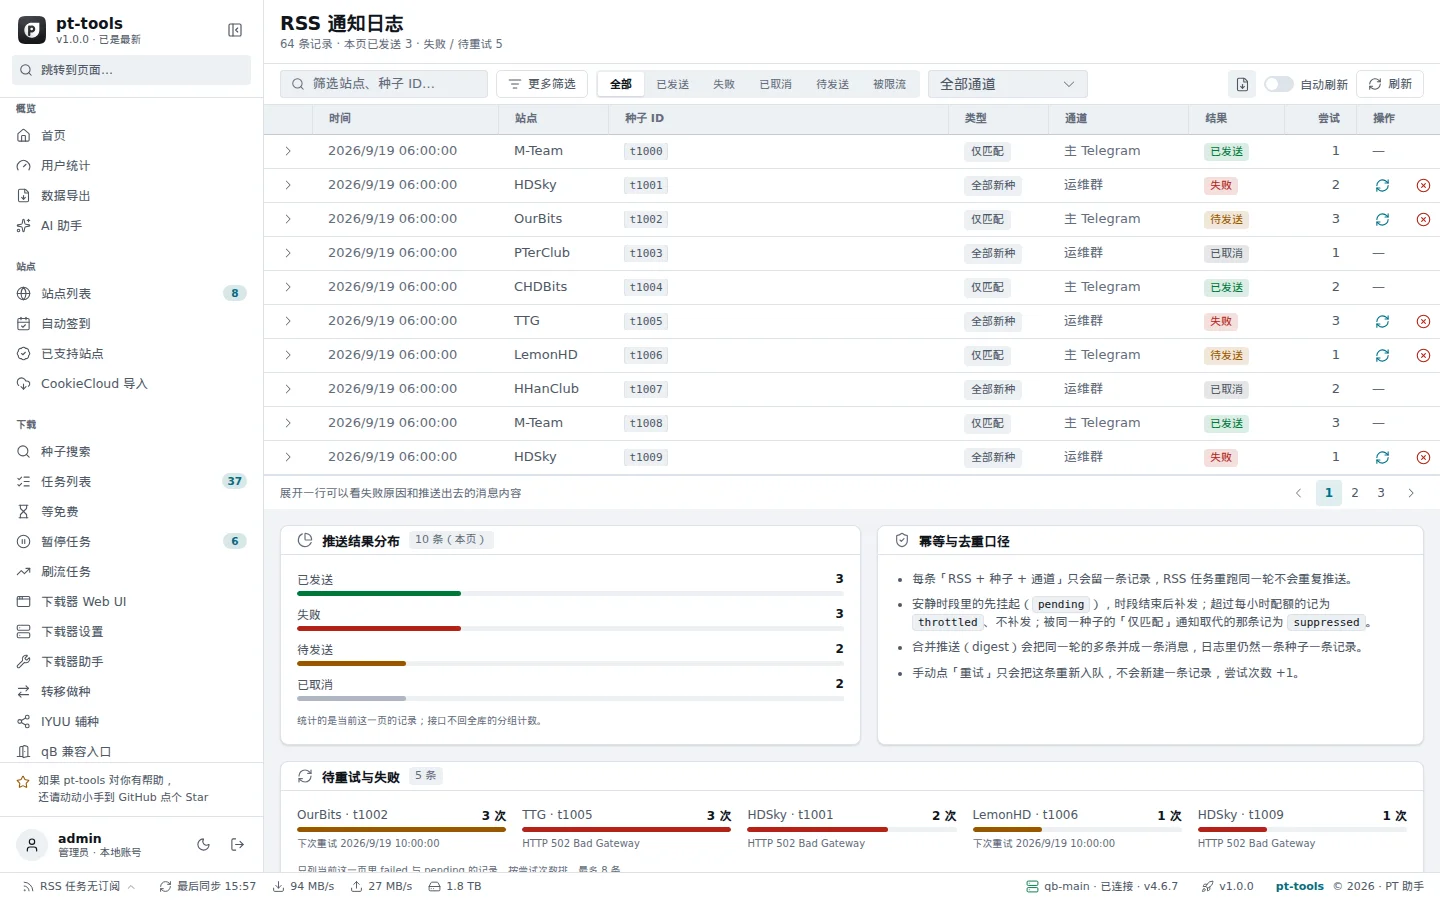 pt-tools
v1.0.0 · 已是最新
跳转到页面…
概览
首页
用户统计
数据导出
AI 助手
站点
站点列表 8
自动签到
已支持站点
CookieCloud 导入
下载
种子搜索
任务列表 37
等免费
暂停任务 6
刷流任务
下载器 Web UI
下载器设置
下载器助手
转移做种
IYUU 辅种
qB 兼容入口
如果 pt-tools 对你有帮助，
还请动动小手到 GitHub 点个 Star
admin
管理员 · 本地账号
RSS 通知日志
64 条记录 · 本页已发送 3 · 失败 / 待重试 5
筛选站点、种子 ID… 更多筛选 全部 已发送 失败 已取消 待发送 被限流 全部通道 自动刷新 刷新
时间 站点 种子 ID 类型 通道 结果 尝试 操作
2026/9/19 06:00:00 M-Team t1000 仅匹配 主 Telegram 已发送 1 —
2026/9/19 06:00:00 HDSky t1001 全部新种 运维群 失败 2
2026/9/19 06:00:00 OurBits t1002 仅匹配 主 Telegram 待发送 3
2026/9/19 06:00:00 PTerClub t1003 全部新种 运维群 已取消 1 —
2026/9/19 06:00:00 CHDBits t1004 仅匹配 主 Telegram 已发送 2 —
2026/9/19 06:00:00 TTG t1005 全部新种 运维群 失败 3
2026/9/19 06:00:00 LemonHD t1006 仅匹配 主 Telegram 待发送 1
2026/9/19 06:00:00 HHanClub t1007 全部新种 运维群 已取消 2 —
2026/9/19 06:00:00 M-Team t1008 仅匹配 主 Telegram 已发送 3 —
2026/9/19 06:00:00 HDSky t1009 全部新种 运维群 失败 1
展开一行可以看失败原因和推送出去的消息内容 1 2 3
推送结果分布 10 条（本页）
已发送 3
失败 3
待发送 2
已取消 2
统计的是当前这一页的记录；接口不回全库的分组计数。
幂等与去重口径
每条「RSS + 种子 + 通道」只会留一条记录，RSS 任务重跑同一轮不会重复推送。
安静时段里的先挂起（ pending ），时段结束后补发；超过每小时配额的记为
throttled、不补发；被同一种子的「仅匹配」通知取代的那条记为 suppressed。
合并推送（digest）会把同一轮的多条并成一条消息，日志里仍然一条种子一条记录。
手动点「重试」只会把这条重新入队，不会新建一条记录，尝试次数 +1。
待重试与失败 5 条
OurBits · t1002 3 次 TTG · t1005 3 次 HDSky · t1001 2 次 LemonHD · t1006 1 次 HDSky · t1009 1 次
下次重试 2026/9/19 10:00:00 HTTP 502 Bad Gateway HTTP 502 Bad Gateway 下次重试 2026/9/19 10:00:00 HTTP 502 Bad Gateway
只列当前这一页里 failed 与 pending 的记录，按尝试次数排，最多 8 条。
RSS 任务无订阅 最后同步 15:57 94 MB/s 27 MB/s 1.8 TB qb-main · 已连接 · v4.6.7 v1.0.0 pt-tools © 2026 · PT 助手